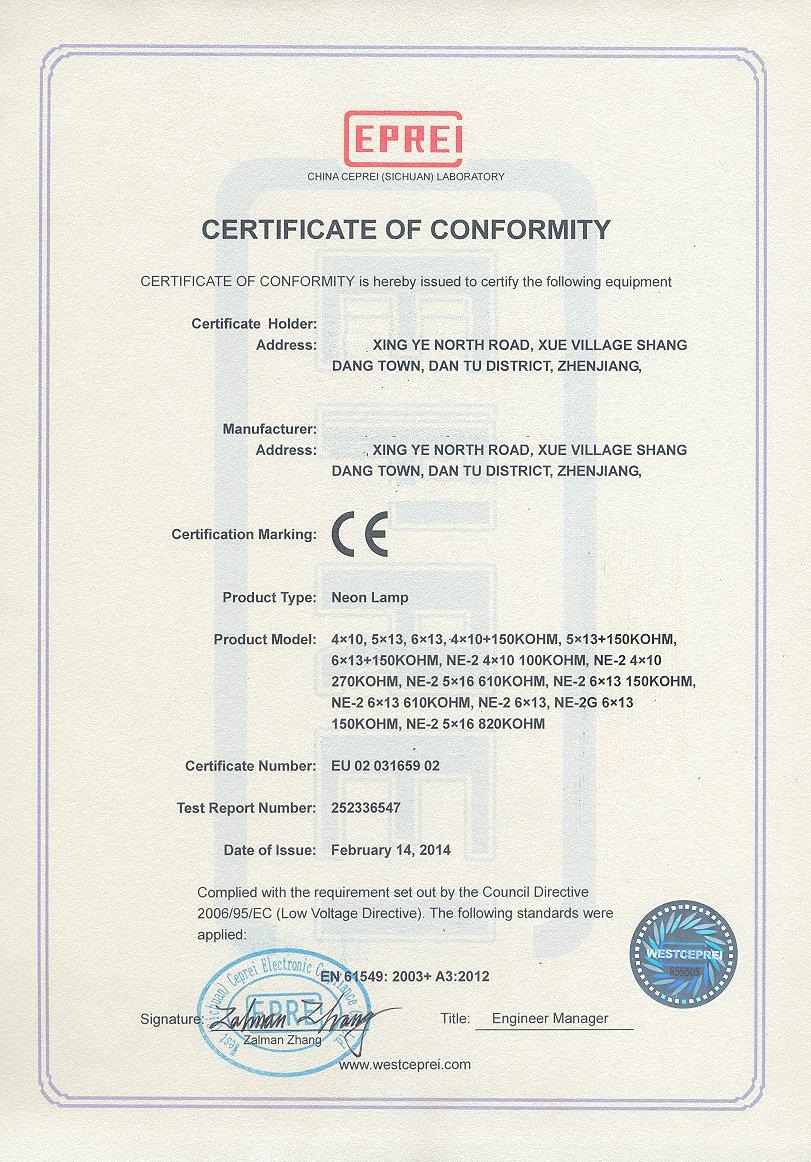 EPREI
CHINA CEPREI (SICHUAN) LABORATORY
CERTIFICATE OF CONFORMITY
CERTIFICATE OF CONFORMITY is hereby issued to certify the following equipment
Certificate Holder:
Address: XING YE NORTH ROAD, XUE VILLAGE SHANG
DANG TOWN, DAN TU DISTRICT, ZHENJIANG,
Manufacturer:
Address: , XING YE NORTH ROAD, XUE VILLAGE SHANG
DANG TOWN, DAN TU DISTRICT, ZHENJIANG,
Certification Marking: CE
Product Type: Neon Lamp
Product Model: 4×10, 5×13, 6×13, 4×10+150KOHM, 5×13+150KOHM,
6×13+150KOHM, NE-2 4×10 100KOHM, NE-2 4×10
270KOHM, NE-2 5×16 610KOHM, NE-2 6×13 150KOHM,
NE-2 6×13 610KOHM, NE-2 6×13, NE-2G 6×13
150KOHM, NE-2 5×16 820KOHM
Certificate Number: EU 02 031659 02
Test Report Number: 252336547
Date of Issue: February 14, 2014
Complied with the requirement set out by the Council Directive
2006/95/EC (Low Voltage Directive). The following standards were
applied:
WESTCEPREI
855505
EN 61549: 2003+ A3:2012
West (Sichuan) Ceprei Electronic
EPREI
Signature: Zalman Zhang
Title: Engineer Manager
Zalman Zhang
www.westceprei.com